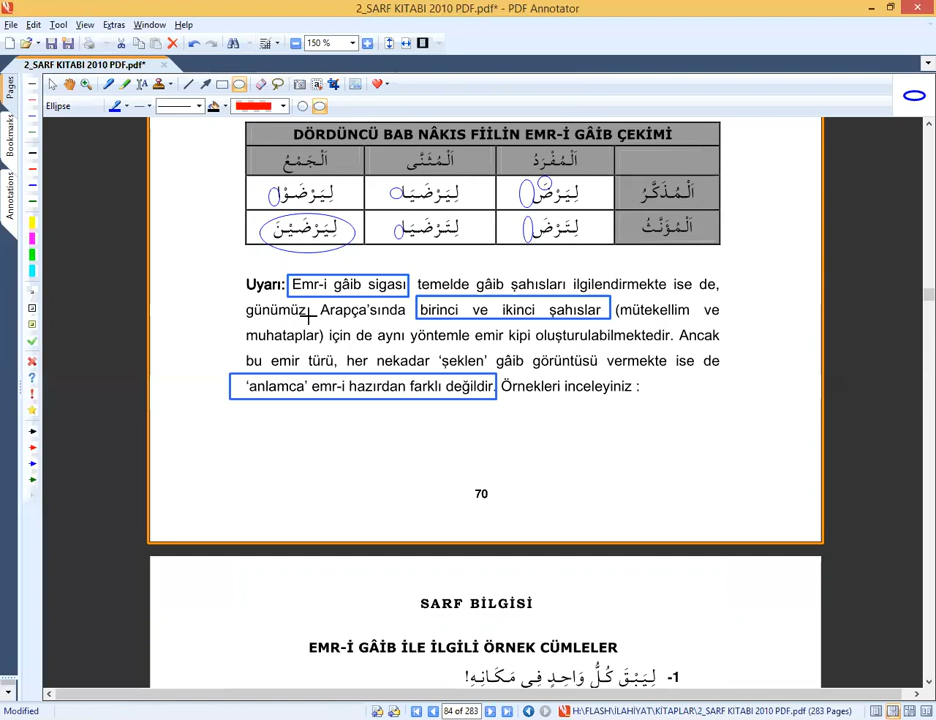 2_SARF KITABI 2010 PDF.pdf* - PDF Annotator
File Edit Tool View Extras Window Help
150 %
2_SARF KITABI 2010 PDF.pdf*
Ellipse
Pages
Bookmarks
Annotations
DÖRDÜNCÜ BAB NÂKIS FİİLİN EMR-İ GÂİB ÇEKİMİ
اَلْجَمْعُ اَلْمُثَنَّى اَلْمُفْرَدُ
لِيَرْضَوْا لِيَرْضَيَا لِيَرْضَ اَلْمُذَكَّرُ
لِيَرْضَيْنَ لِتَرْضَيَا لِتَرْضَ اَلْمُؤَنَّثُ
Uyarı: Emr-i gâib sigası temelde gâib şahısları ilgilendirmekte ise de,
günümüz Arapça’sında birinci ve ikinci şahıslar (mütekellim ve
muhataplar) için de aynı yöntemle emir kipi oluşturulabilmektedir. Ancak
bu emir türü, her nekadar ‘şeklen’ gâib görüntüsü vermekte ise de
‘anlamca’ emr-i hazırdan farklı değildir. Örnekleri inceleyiniz :
70
SARF BİLGİSİ
EMR-İ GÂİB İLE İLGİLİ ÖRNEK CÜMLELER
1- لِيَبْقَ كُلُّ وَاحِدٍ فِي مَكَانِهِ!
Modified
84 of 283
H:\FLASH\ILAHİYAT\KITAPLAR\2_SARF KITABI 2010 PDF.pdf (283 Pages)